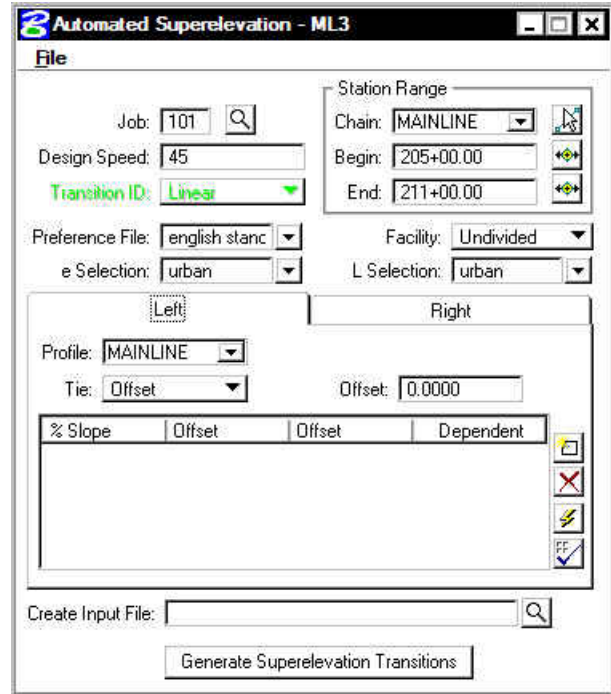 Automated Superelevation - ML3
File
Station Range
Job: 101
Chain: MAINLINE
Design Speed: 45
Begin: 205+00.00
Transition ID: Linear
End: 211+00.00
Preference File: english stanc
Facility: Undivided
e Selection: urban
L Selection: urban
Left
Right
Profile: MAINLINE
Tie: Offset
Offset: 0.0000
% Slope
Offset
Offset
Dependent
Create Input File:
Generate Superelevation Transitions